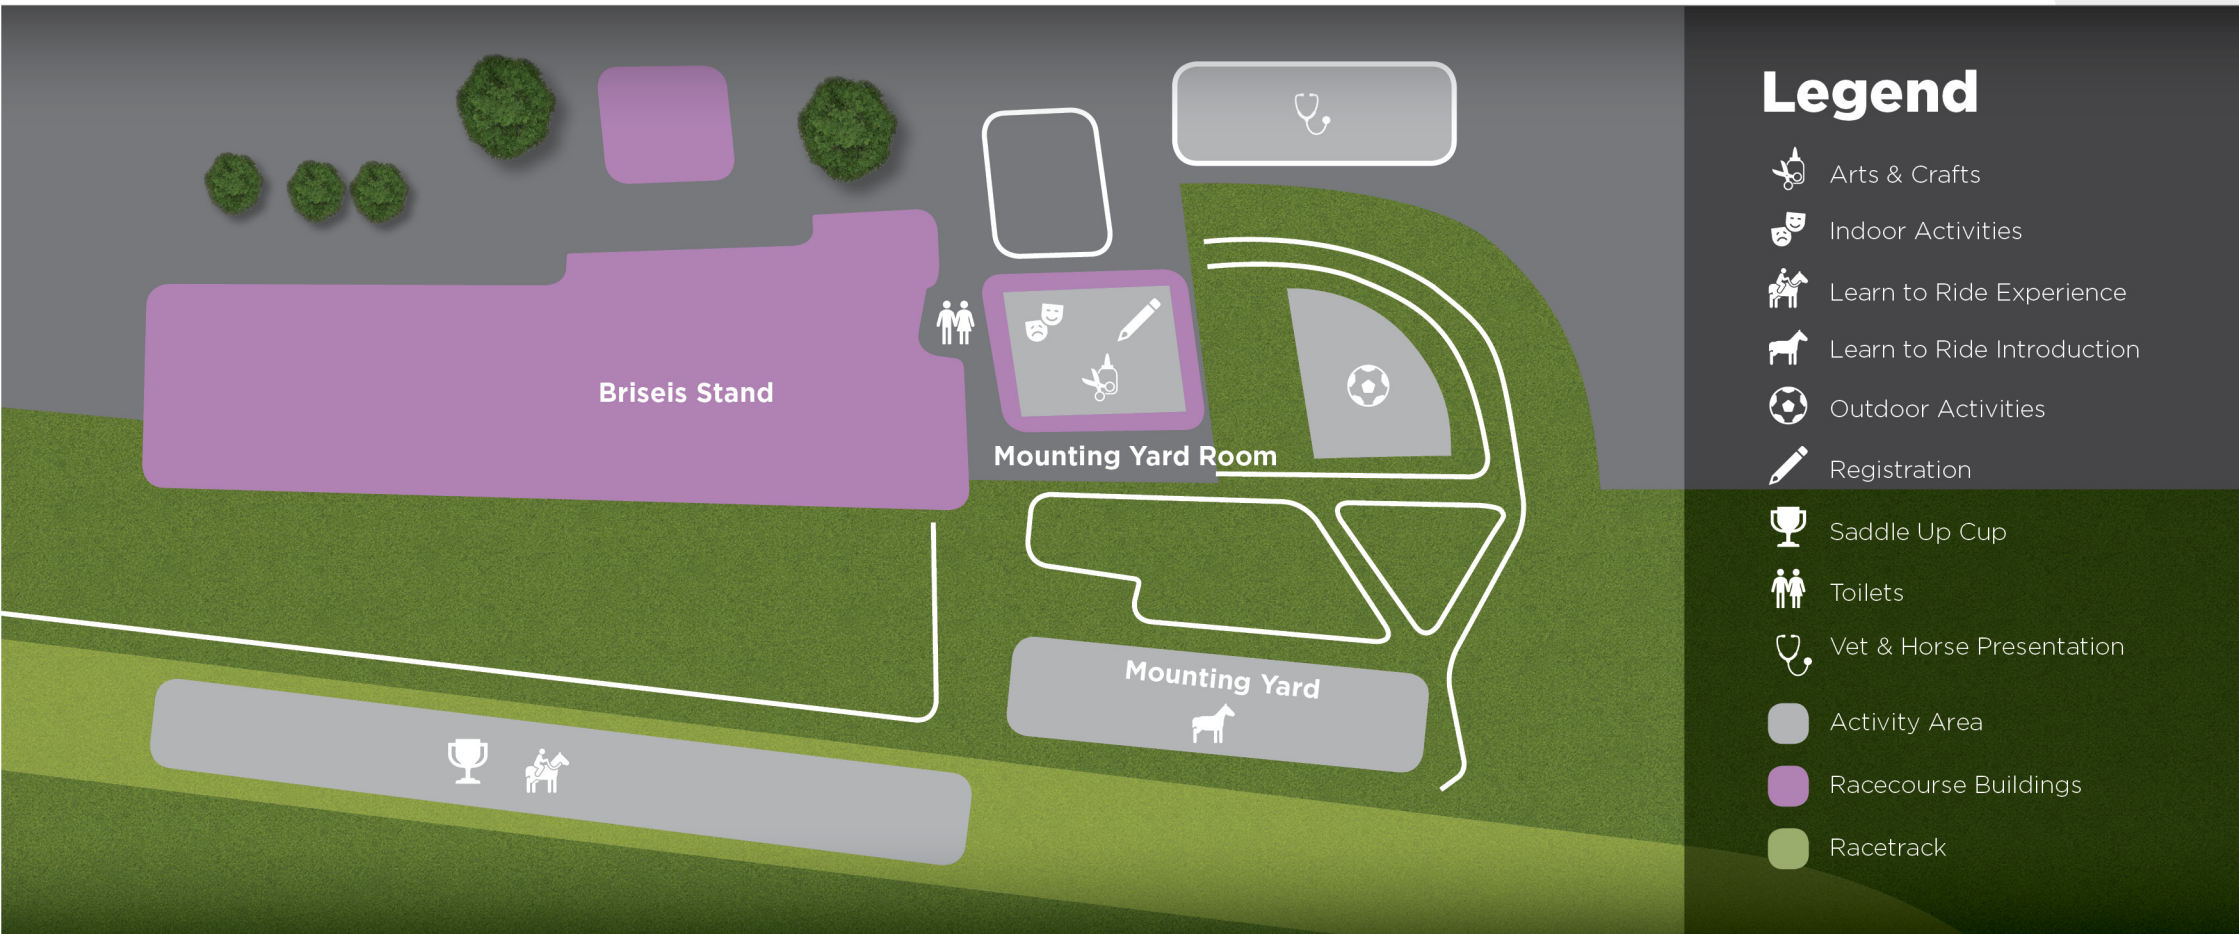 Briseis Stand
Mounting Yard Room
Mounting Yard
Legend
Arts & Crafts
Indoor Activities
Learn to Ride Experience
Learn to Ride Introduction
Outdoor Activities
Registration
Saddle Up Cup
Toilets
Vet & Horse Presentation
Activity Area
Racecourse Buildings
Racetrack